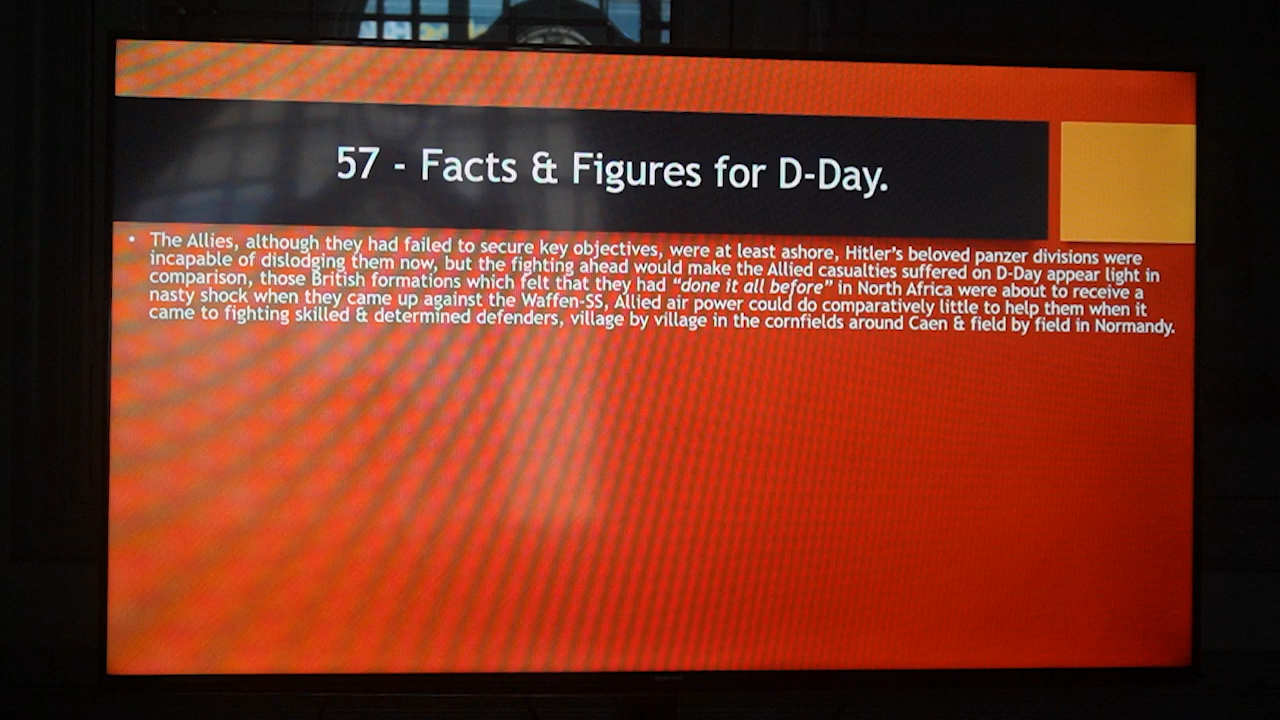 57 - Facts & Figures for D-Day.
• The Allies, although they had failed to secure key objectives, were at least ashore, Hitler's beloved panzer divisions were
incapable of dislodging them now, but the fighting ahead would make the Allied casualties suffered on D-Day appear light in
comparison, those British formations which felt that they had “done it all before” in North Africa were about to receive a
nasty shock when they came up against the Waffen-SS, Allied air power could do comparatively little to help them when it
came to fighting skilled & determined defenders, village by village in the cornfields around Caen & field by field in Normandy.